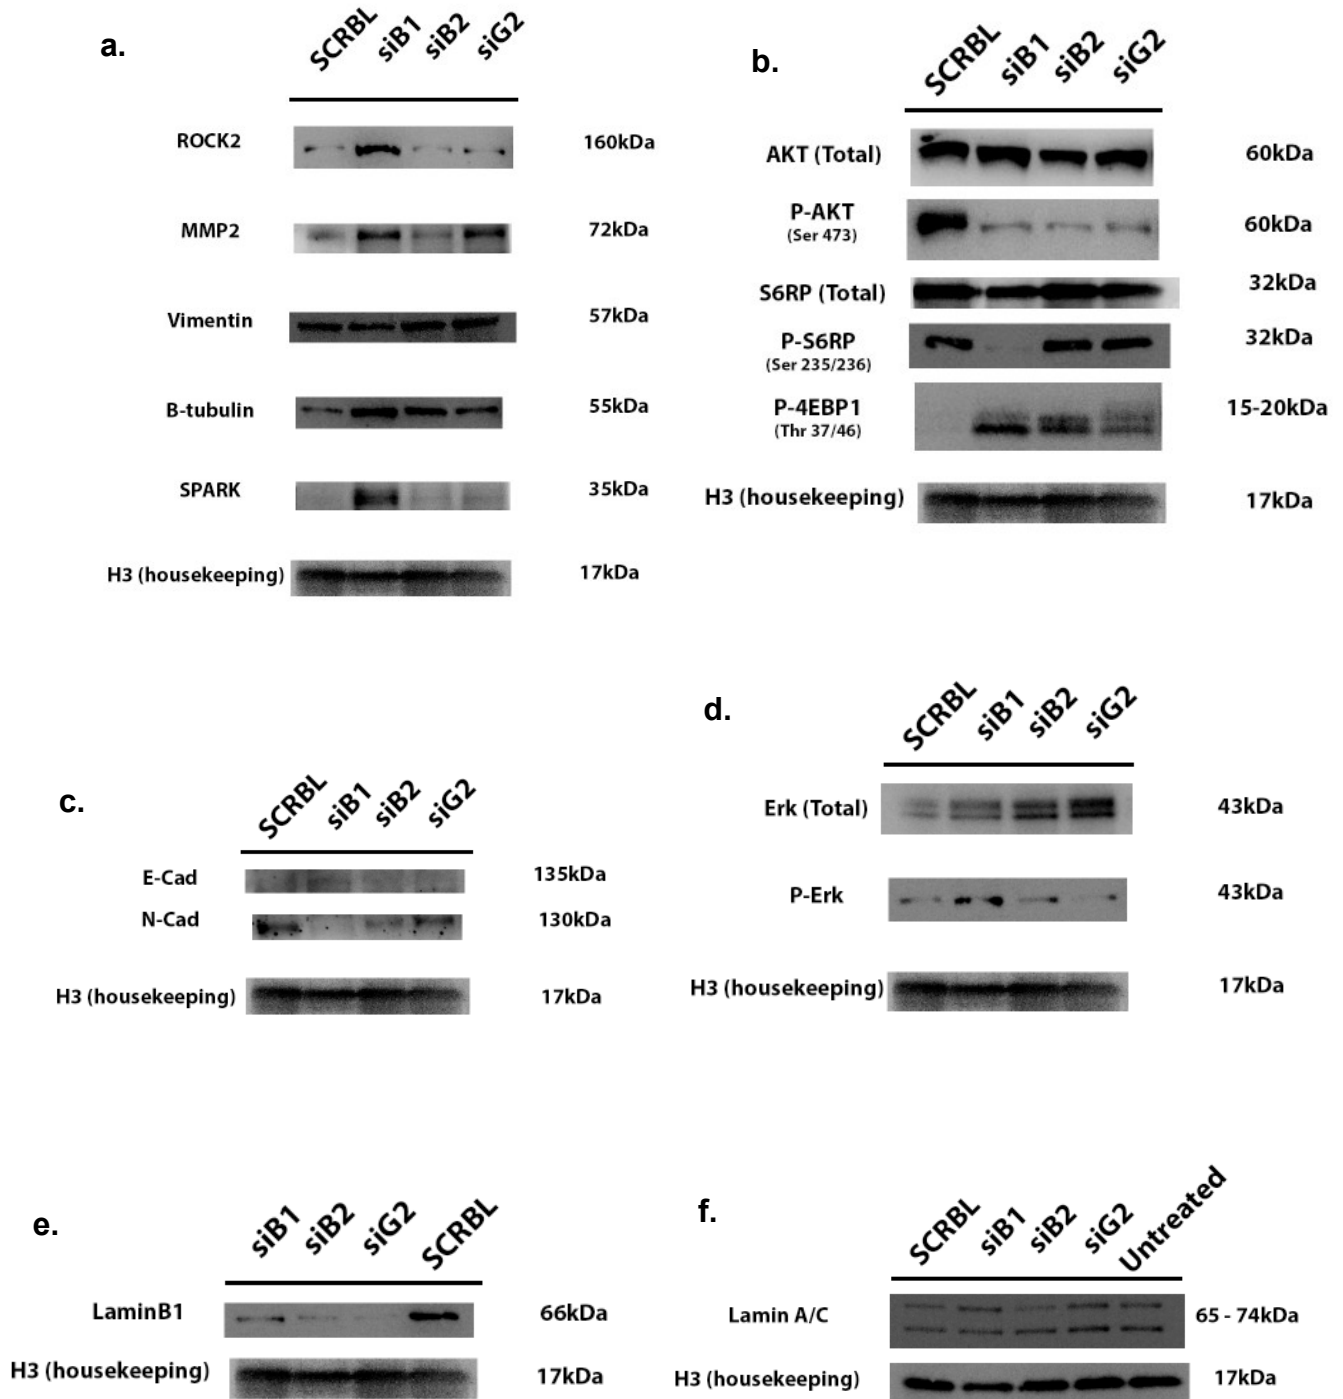 a.
SCRBL siB1 siB2 siG2
ROCK2 160kDa
MMP2 72kDa
Vimentin 57kDa
B-tubulin 55kDa
SPARK 35kDa
H3 (housekeeping) 17kDa
b.
SCRBL siB1 siB2 siG2
AKT (Total) 60kDa
P-AKT 60kDa
(Ser 473)
S6RP (Total) 32kDa
P-S6RP 32kDa
(Ser 235/236)
P-4EBP1 15-20kDa
(Thr 37/46)
H3 (housekeeping) 17kDa
c.
SCRBL siB1 siB2 siG2
E-Cad 135kDa
N-Cad 130kDa
H3 (housekeeping) 17kDa
d.
SCRBL siB1 siB2 siG2
Erk (Total) 43kDa
P-Erk 43kDa
H3 (housekeeping) 17kDa
e.
siB1 siB2 siG2 SCRBL
LaminB1 66kDa
H3 (housekeeping) 17kDa
f.
SCRBL siB1 siB2 siG2 Untreated
Lamin A/C 65 - 74kDa
H3 (housekeeping) 17kDa